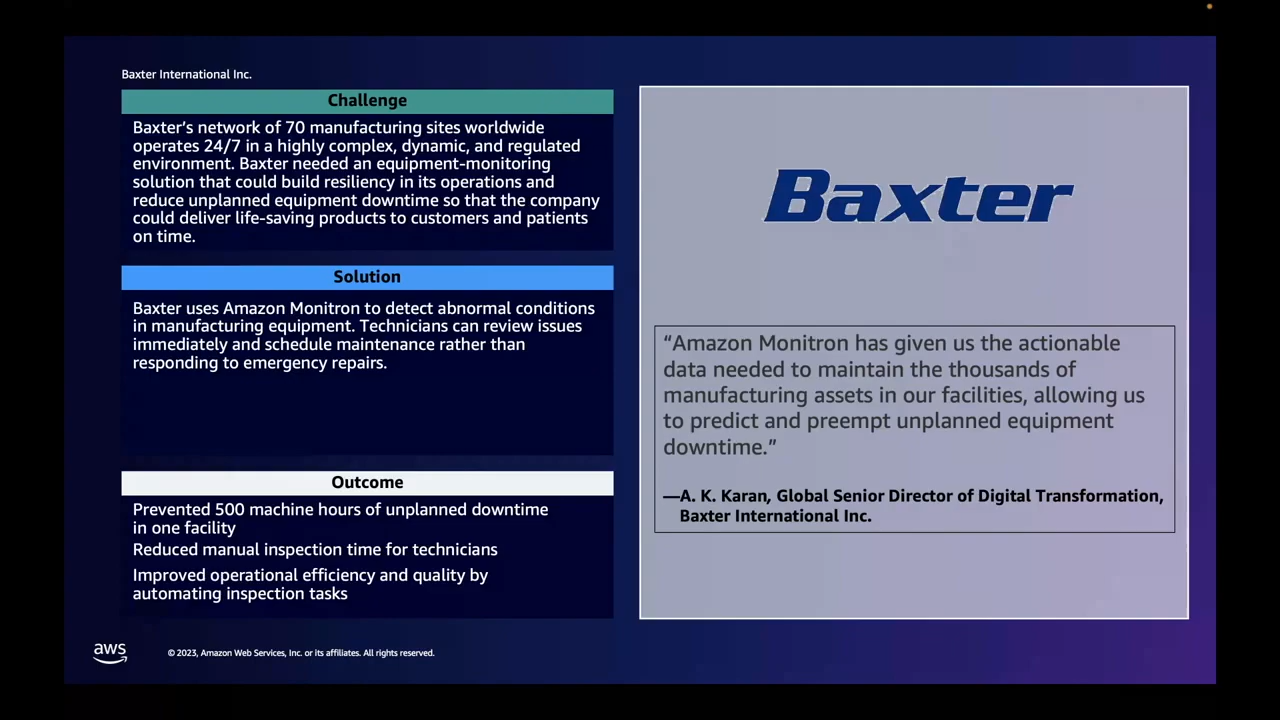 Baxter International Inc.
Challenge
Baxter’s network of 70 manufacturing sites worldwide
operates 24/7 in a highly complex, dynamic, and regulated
environment. Baxter needed an equipment-monitoring
solution that could build resiliency in its operations and
reduce unplanned equipment downtime so that the company
could deliver life-saving products to customers and patients
on time.
Solution
Baxter uses Amazon Monitron to detect abnormal conditions
in manufacturing equipment. Technicians can review issues
immediately and schedule maintenance rather than
responding to emergency repairs.
Outcome
Prevented 500 machine hours of unplanned downtime
in one facility
Reduced manual inspection time for technicians
Improved operational efficiency and quality by
automating inspection tasks
Baxter
“Amazon Monitron has given us the actionable
data needed to maintain the thousands of
manufacturing assets in our facilities, allowing us
to predict and preempt unplanned equipment
downtime.”
—A. K. Karan, Global Senior Director of Digital Transformation,
Baxter International Inc.
aws
© 2023, Amazon Web Services, Inc. or its affiliates. All rights reserved.